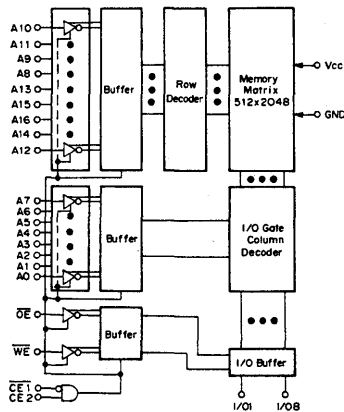 A10
A11
A9
A8
A13
A15
A16
A14
A12
Buffer
Row
Decoder
Memory
Matrix
512x2048
Vcc
GND
A7
A6
A5
A4
A3
A2
A1
A0
Buffer
I/O Gate
Column
Decoder
OE
WE
Buffer
I/O Buffer
CE1
CE2
I/O1
I/O8